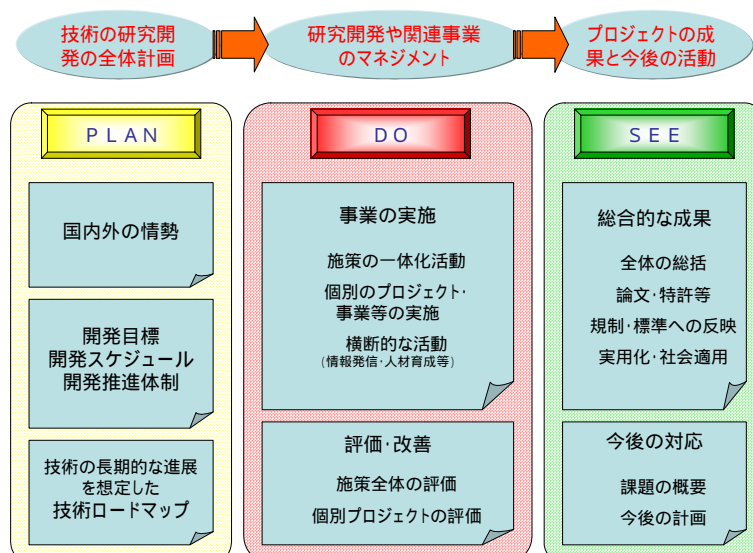 技術の研究開
発の全体計画
研究開発や関連事業
のマネジメント
プロジェクトの成
果と今後の活動
PLAN
国内外の情勢
開発目標
開発スケジュール
開発推進体制
技術の長期的な進展
を想定した
技術ロードマップ
DO
事業の実施
施策の一体化活動
個別のプロジェクト・
事業等の実施
横断的な活動
(情報発信・人材育成等)
評価・改善
施策全体の評価
個別プロジェクトの評価
SEE
総合的な成果
全体の総括
論文・特許等
規制・標準への反映
実用化・社会適用
今後の対応
課題の概要
今後の計画